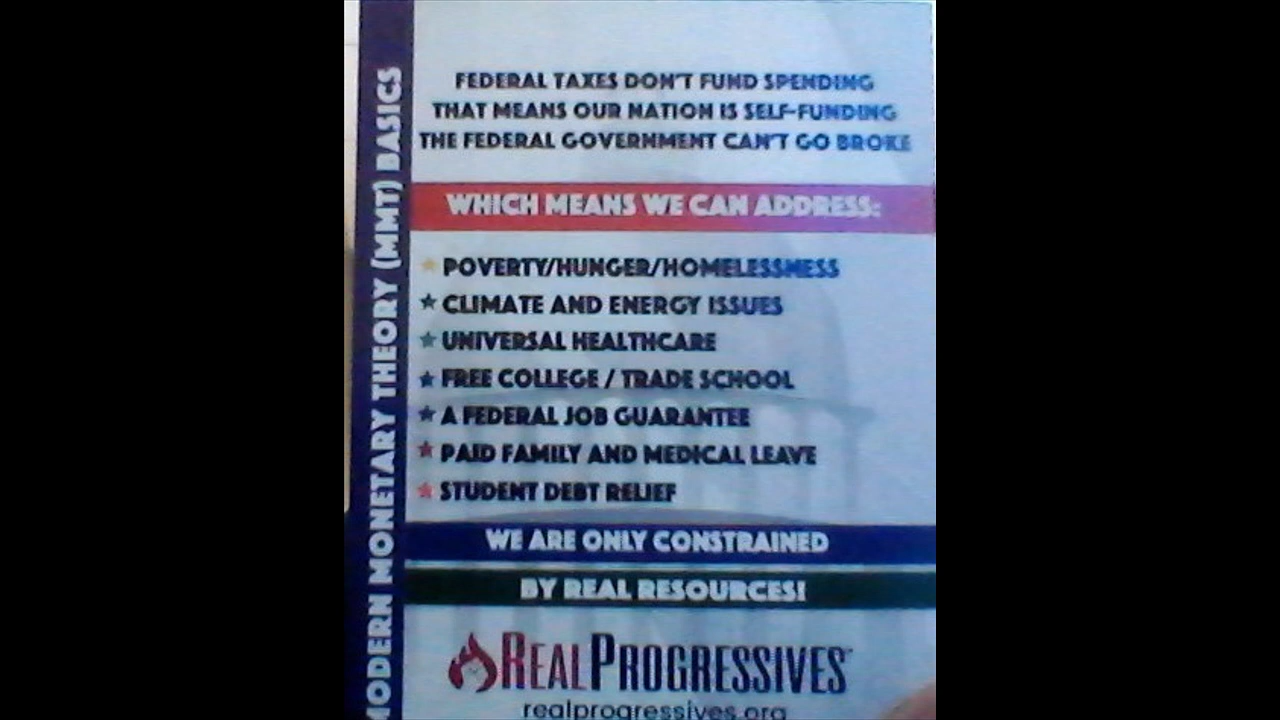 MODERN MONETARY THEORY (MMT) BASICS
FEDERAL TAXES DON'T FUND SPENDING
THAT MEANS OUR NATION IS SELF-FUNDING
THE FEDERAL GOVERNMENT CAN'T GO BROKE
WHICH MEANS WE CAN ADDRESS:
POVERTY/HUNGER/HOMELESSNESS
CLIMATE AND ENERGY ISSUES
UNIVERSAL HEALTHCARE
FREE COLLEGE / TRADE SCHOOL
A FEDERAL JOB GUARANTEE
PAID FAMILY AND MEDICAL LEAVE
STUDENT DEBT RELIEF
WE ARE ONLY CONSTRAINED
BY REAL RESOURCES!
REALPROGRESSIVES
realprogressives.org